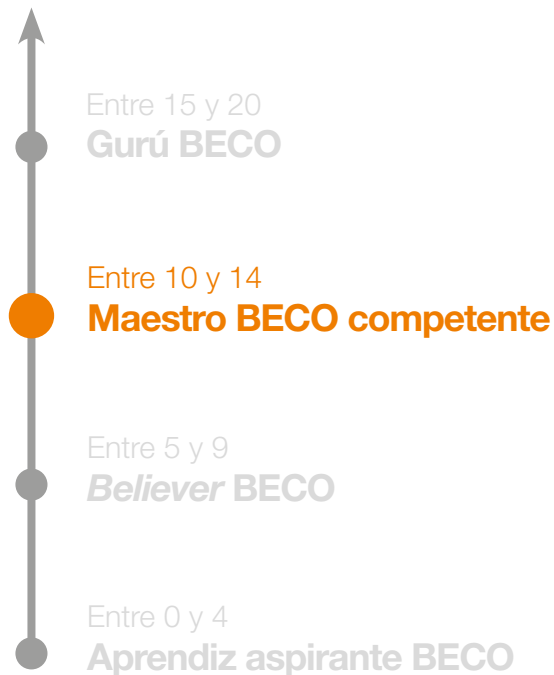 Entre 15 y 20
Gurú BECO
Entre 10 y 14
Maestro BECO competente
Entre 5 y 9
Believer BECO
Entre 0 y 4
Aprendiz aspirante BECO